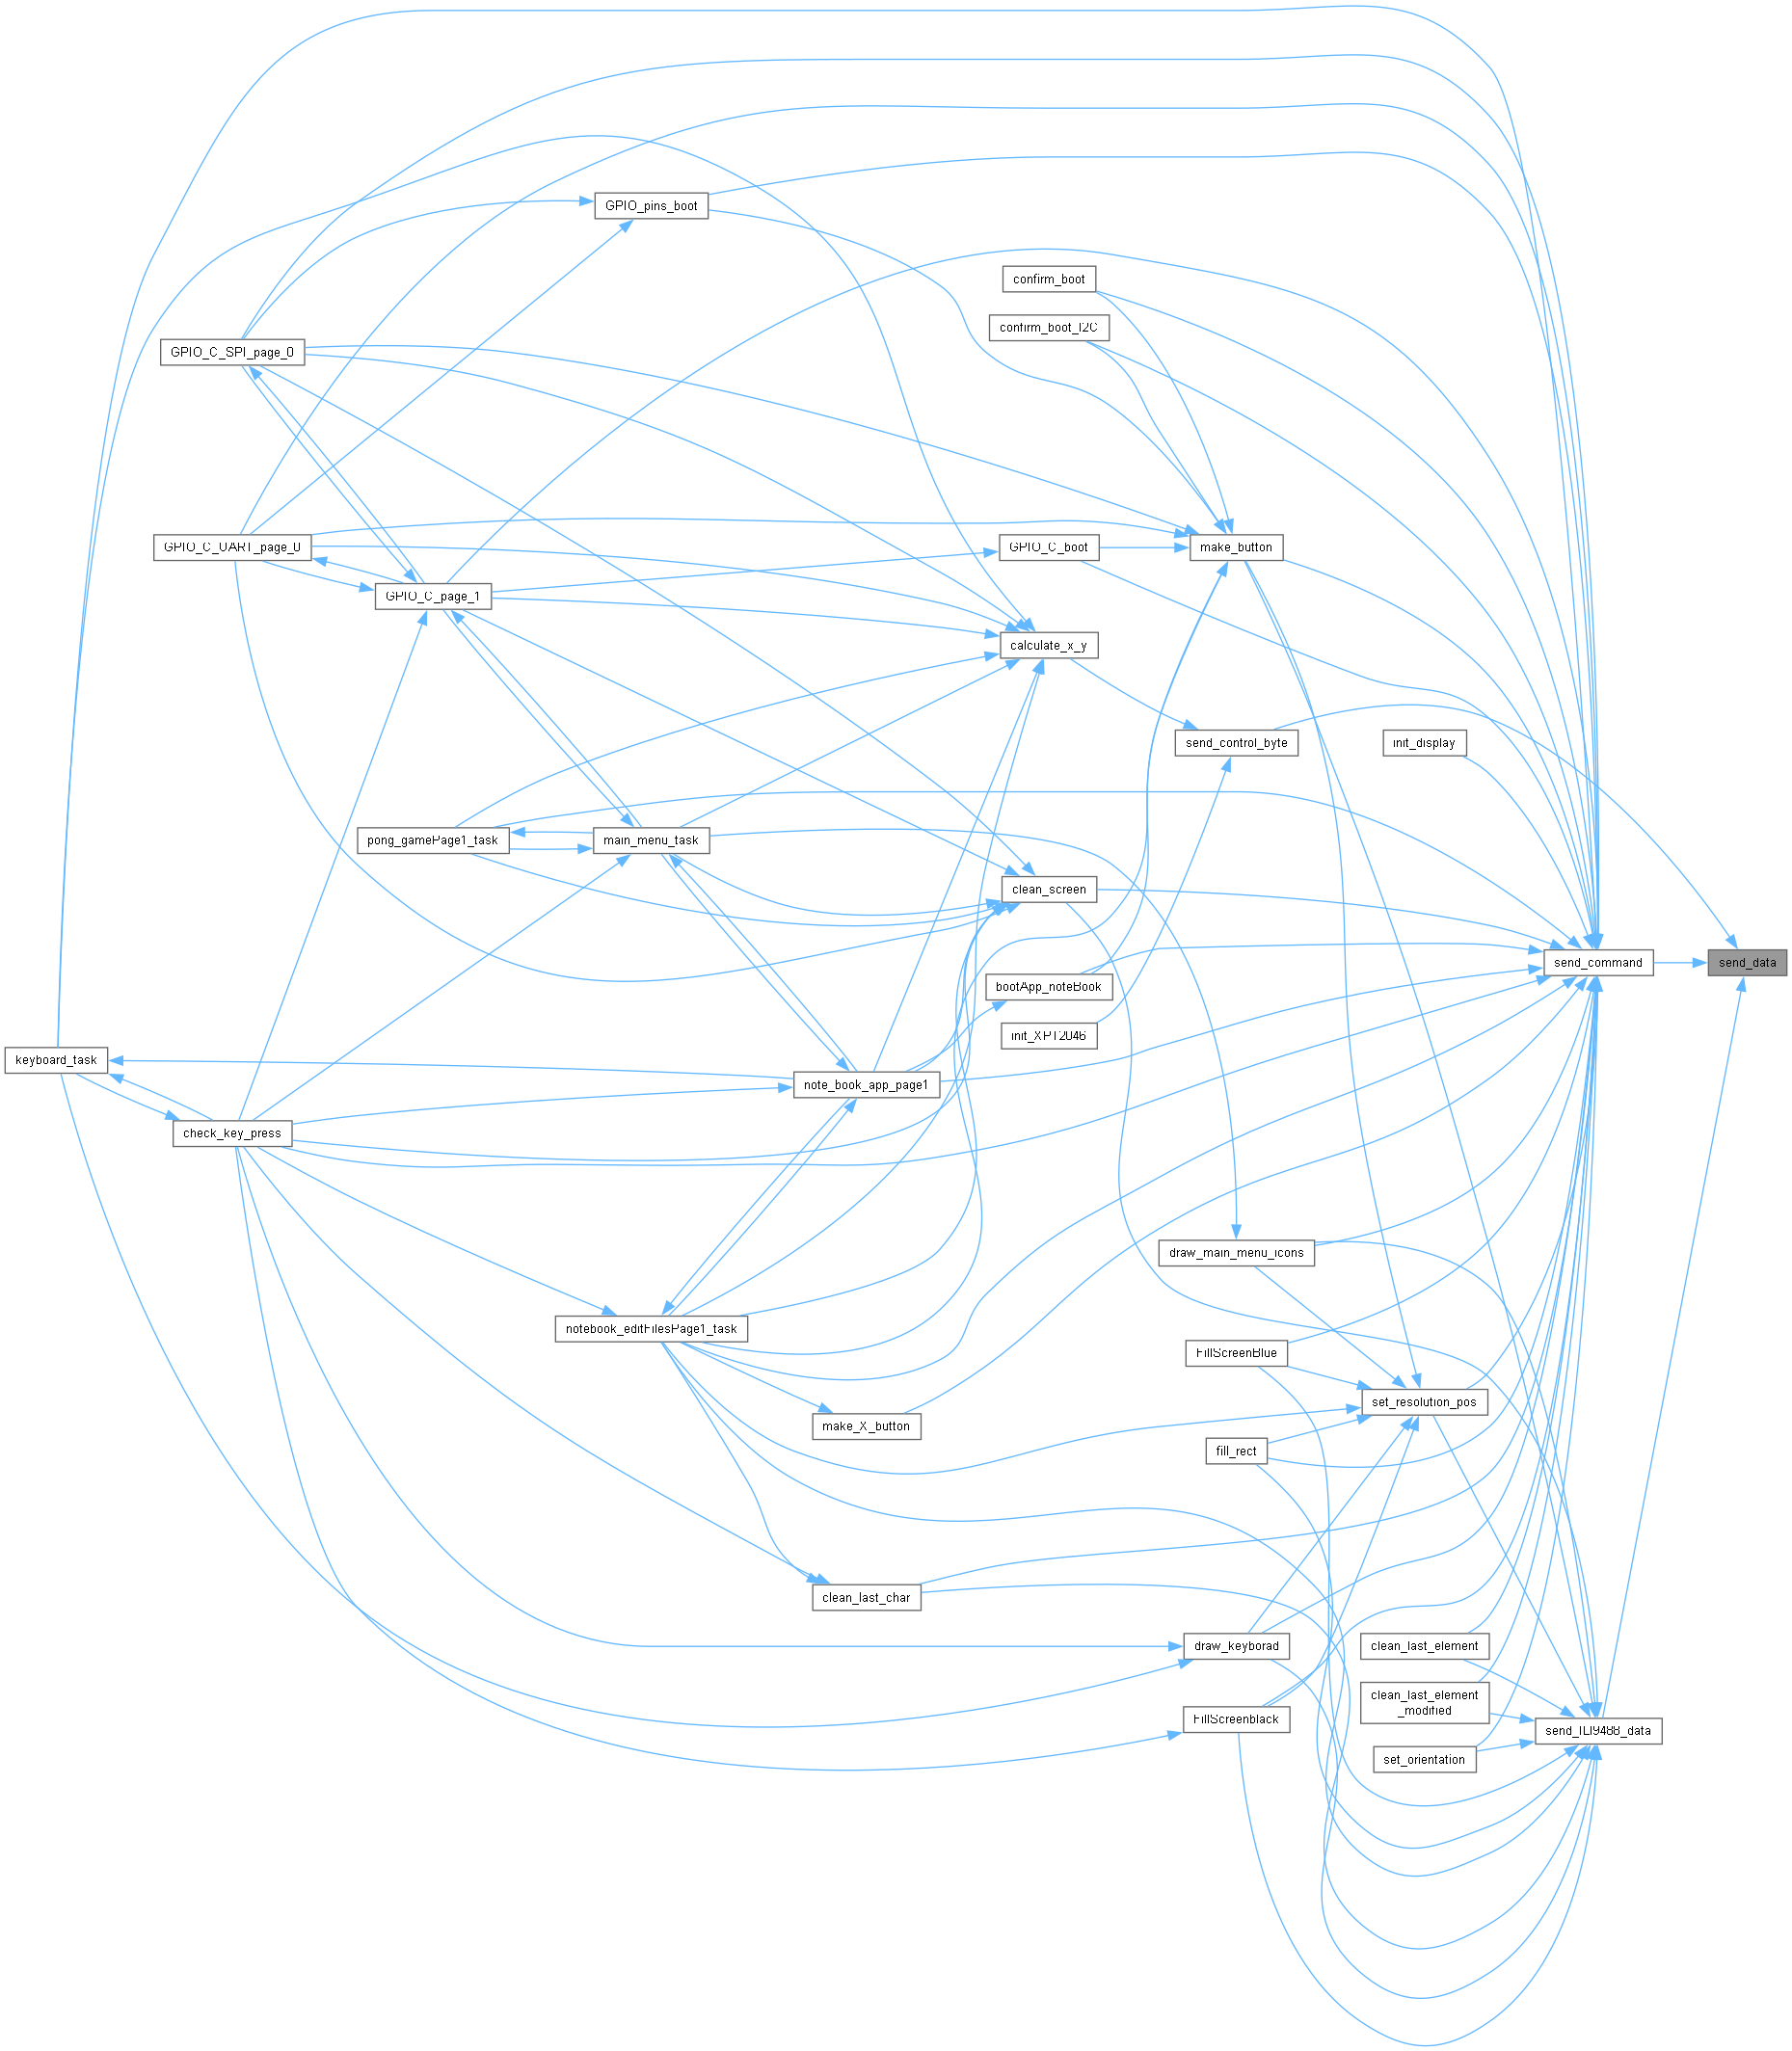 GPIO_pins_boot
confirm_boot
confirm_boot_I2C
GPIO_C_SPI_page_0
GPIO_C_UART_page_0
GPIO_C_boot
make_button
GPIO_C_page_1
calculate_x_y
send_control_byte
init_display
pong_gamePage1_task
main_menu_task
clean_screen
send_command
send_data
bootApp_noteBook
init_XPT2046
keyboard_task
note_book_app_page1
check_key_press
draw_main_menu_icons
notebook_editFilesPage1_task
FillScreenBlue
set_resolution_pos
make_X_button
fill_rect
clean_last_char
draw_keyborad
clean_last_element
clean_last_element
_modified
FillScreenblack
send_ILI9488_data
set_orientation